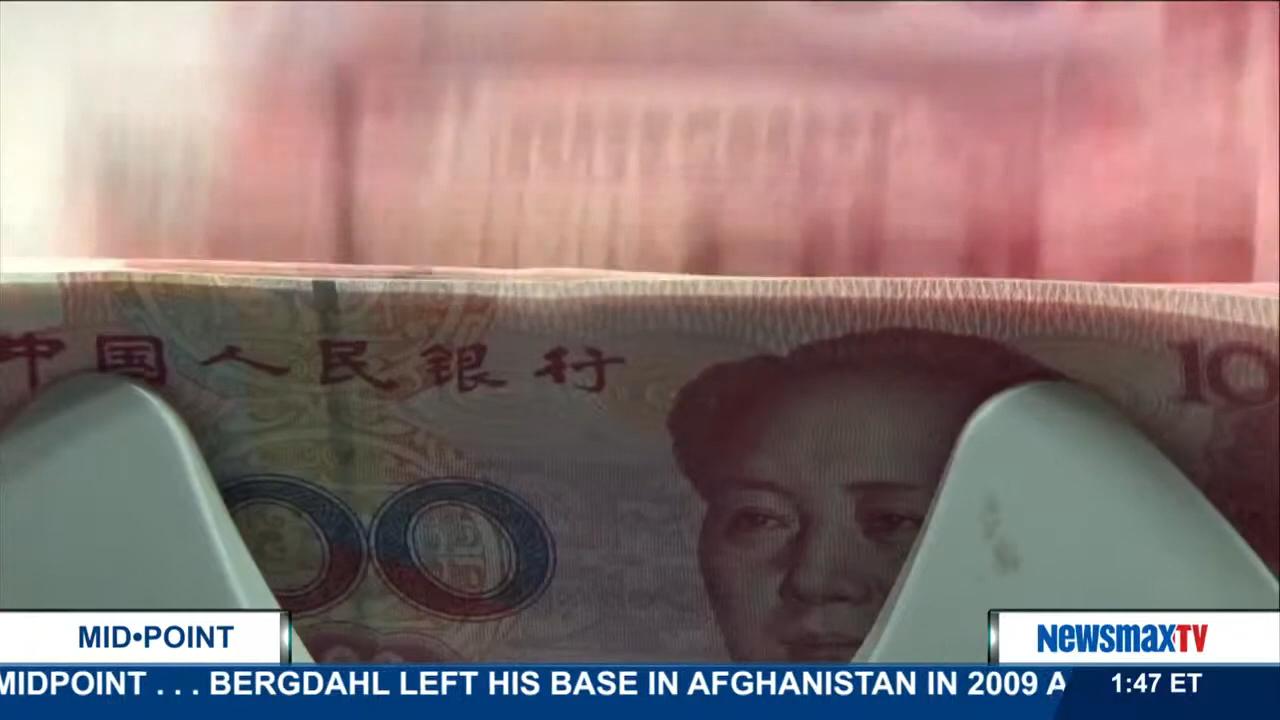 中国人民银行
10
00
MID•POINT
NEWSMAXTV
MIDPOINT . . . BERGDAHL LEFT HIS BASE IN AFGHANISTAN IN 2009 A
1:47 ET